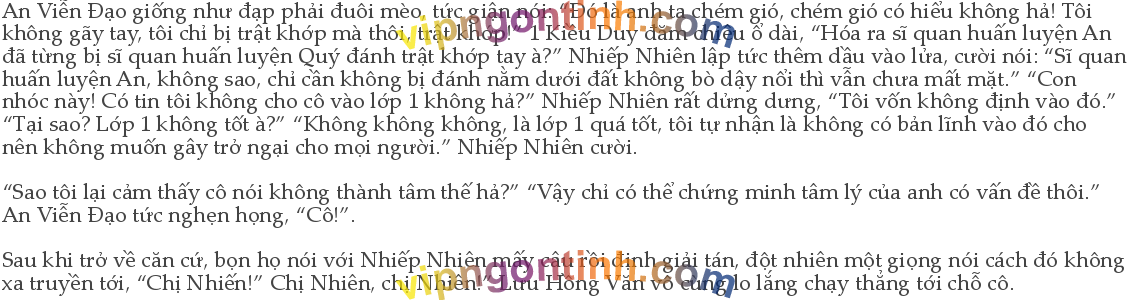 An Viễn Đạo giống như đạp phải đuôi mèo, tức giận nói: “Đó là anh ta chém gió, chém gió có hiểu không hả! Tôi
không gãy tay, tôi chỉ bị trật khớp mà thôi, trật khớp!” Kiều Duy dăm nhiều ổ dài, “Hóa ra sĩ quan huấn luyện An
đã từng bị sĩ quan huấn luyện Quý đánh trật khớp tay à?” Nhiếp Nhiên lập tức thêm dầu vào lửa, cười nói: “Sĩ quan
huấn luyện An, không sao, chỉ cần không bị đánh nằm dưới đất không bò dậy nổi thì vẫn chưa mất mặt.” “Con
nhóc này! Có tin tôi không cho cô vào lớp 1 không hả?” Nhiếp Nhiên rất dửng dưng, “Tôi vốn không định vào đó.”
“Tại sao? Lớp 1 không tốt à?” “Không không không, là lớp 1 quá tốt, tôi tự nhận là không có bản lĩnh vào đó cho
nên không muốn gây trở ngại cho mọi người.” Nhiếp Nhiên cười.
“Sao tôi lại cảm thấy cô nói không thành tâm thế hả?” “Vậy chỉ có thể chứng minh tâm lý của anh có vấn đề thôi.”
An Viễn Đạo tức nghẹn họng, “Cô!”.
Sau khi trở về căn cứ, bọn họ nói với Nhiếp Nhiên mấy câu rồi định giải tán, đột nhiên một giọng nói cách đó không
xa truyền tới, “Chị Nhiên!” Chị Nhiên, chị Nhiên!” Lưu Hồng Văn vô cùng lo lắng chạy thẳng tới chỗ cô.
vipngontinh.com
vipngontinh.com